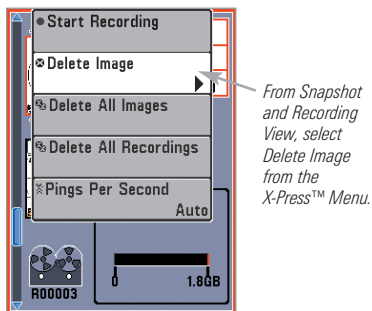 Start Recording
Delete Image
Delete All Images
Delete All Recordings
Pings Per Second
Auto
R00003
0
1.8GB
From Snapshot
and Recording
View, select
Delete Image
from the
X-Press™ Menu.